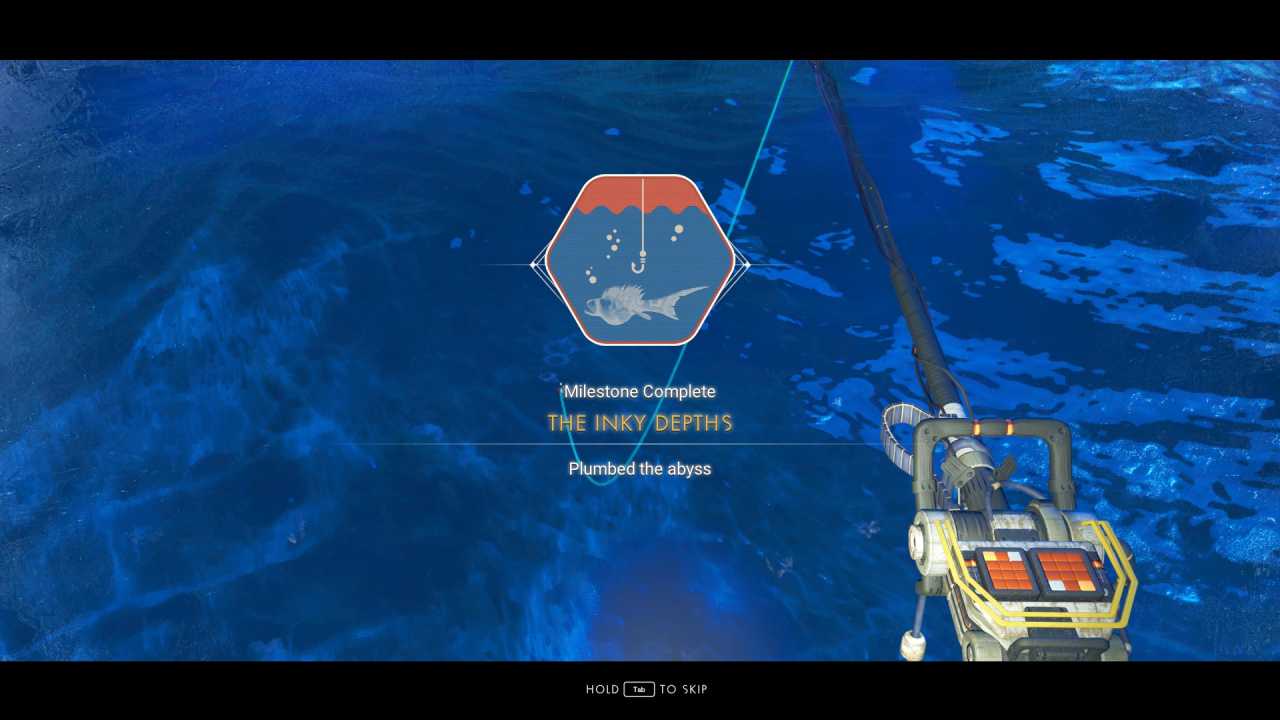 Milestone Complete
THE INKY DEPTHS
Plumbed the abyss
HOLD Tab TO SKIP